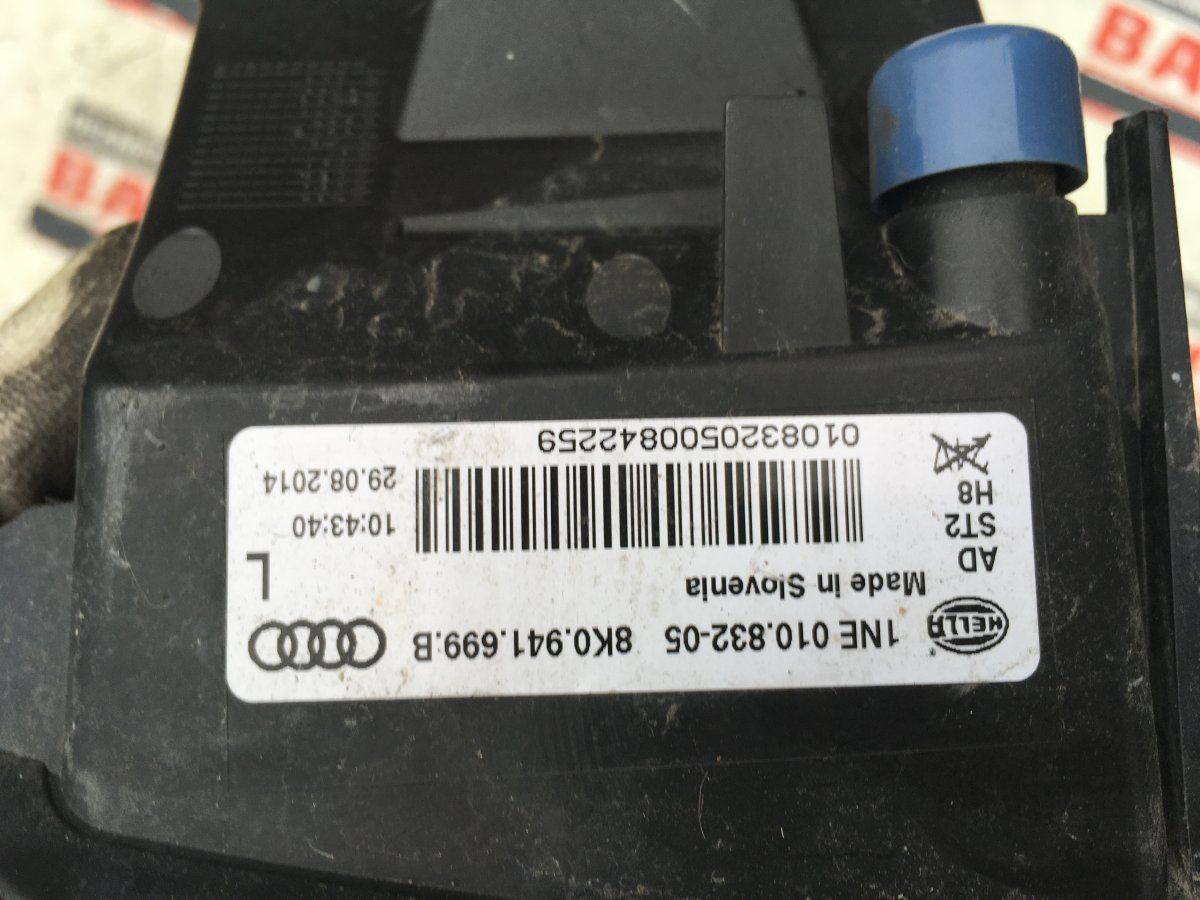 HELLA 1NE 010.832-05 8K0.941.699.B
Made in Slovenia
AD
ST2
H8
10:43:40
L
29.08.2014
0108320500842259
BA
BA